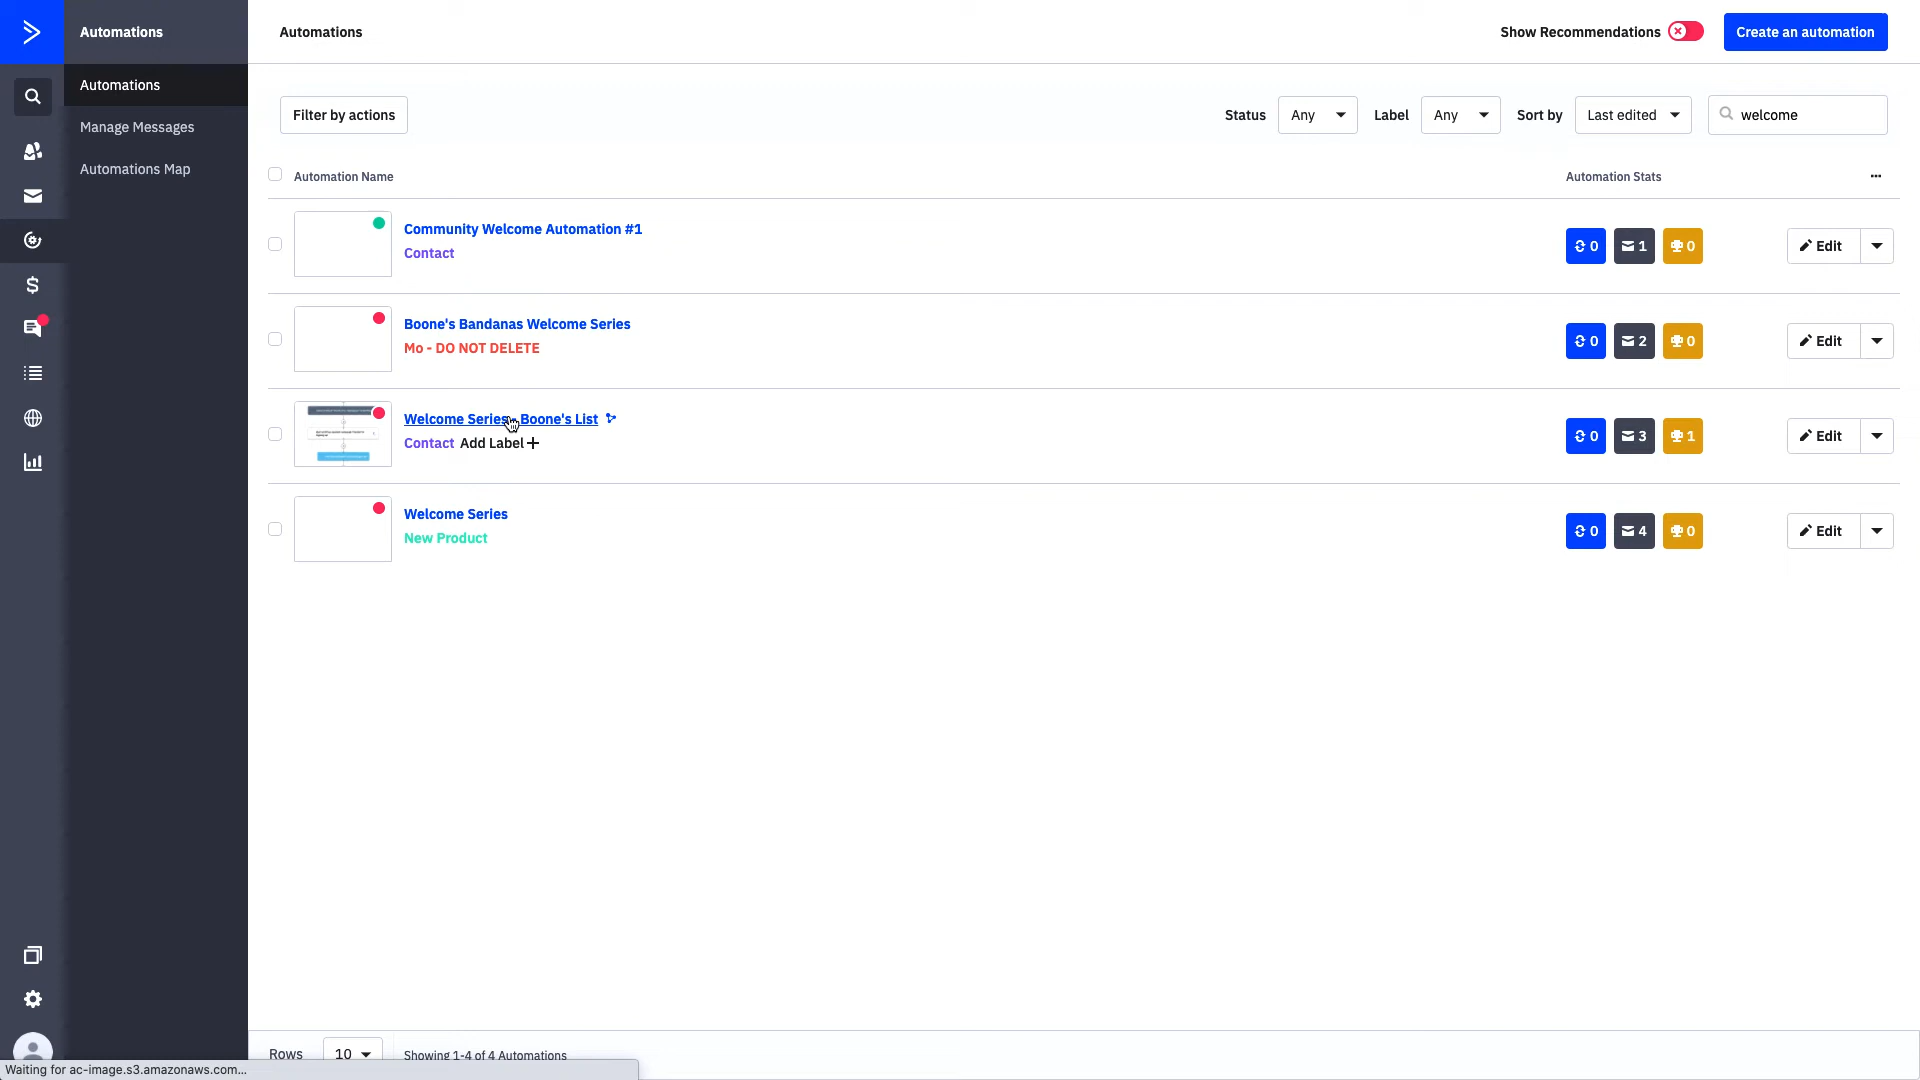 Automations
Automations
Show Recommendations
Create an automation
Automations
Manage Messages
Automations Map
Filter by actions
Status
Any
Label
Any
Sort by
Last edited
welcome
Automation Name
Automation Stats
Community Welcome Automation #1
Contact
0
1
0
Edit
Boone's Bandanas Welcome Series
Mo - DO NOT DELETE
0
2
0
Edit
Welcome Series - Boone's List
Contact Add Label
0
3
1
Edit
Welcome Series
New Product
0
4
0
Edit
Rows
10
Showing 1-4 of 4 Automations
Waiting for ac-image.s3.amazonaws.com...